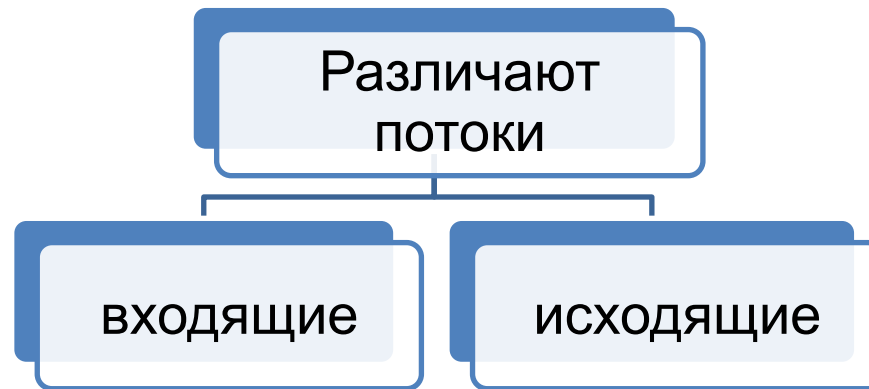 Различают
потоки
входящие
исходящие